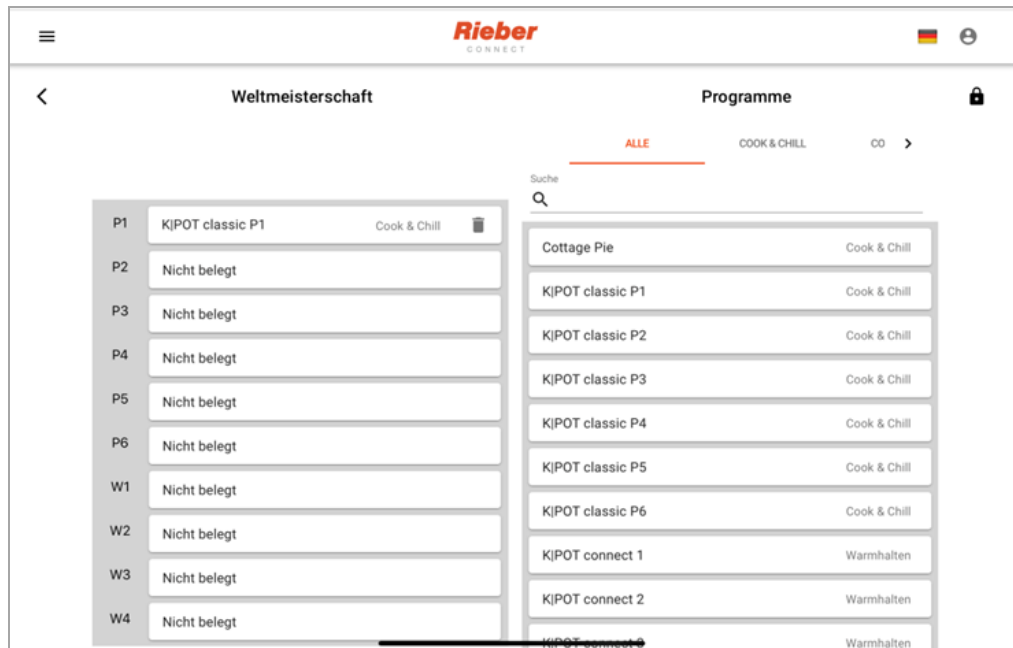 Rieber
CONNECT
Weltmeisterschaft
Programme
ALLE
COOK & CHILL
CO
Suche
P1 K|POT classic P1 Cook & Chill
P2 Nicht belegt
P3 Nicht belegt
P4 Nicht belegt
P5 Nicht belegt
P6 Nicht belegt
W1 Nicht belegt
W2 Nicht belegt
W3 Nicht belegt
W4 Nicht belegt
Cottage Pie Cook & Chill
K|POT classic P1 Cook & Chill
K|POT classic P2 Cook & Chill
K|POT classic P3 Cook & Chill
K|POT classic P4 Cook & Chill
K|POT classic P5 Cook & Chill
K|POT classic P6 Cook & Chill
K|POT connect 1 Warmhalten
K|POT connect 2 Warmhalten
K|POT connect Warmhalten